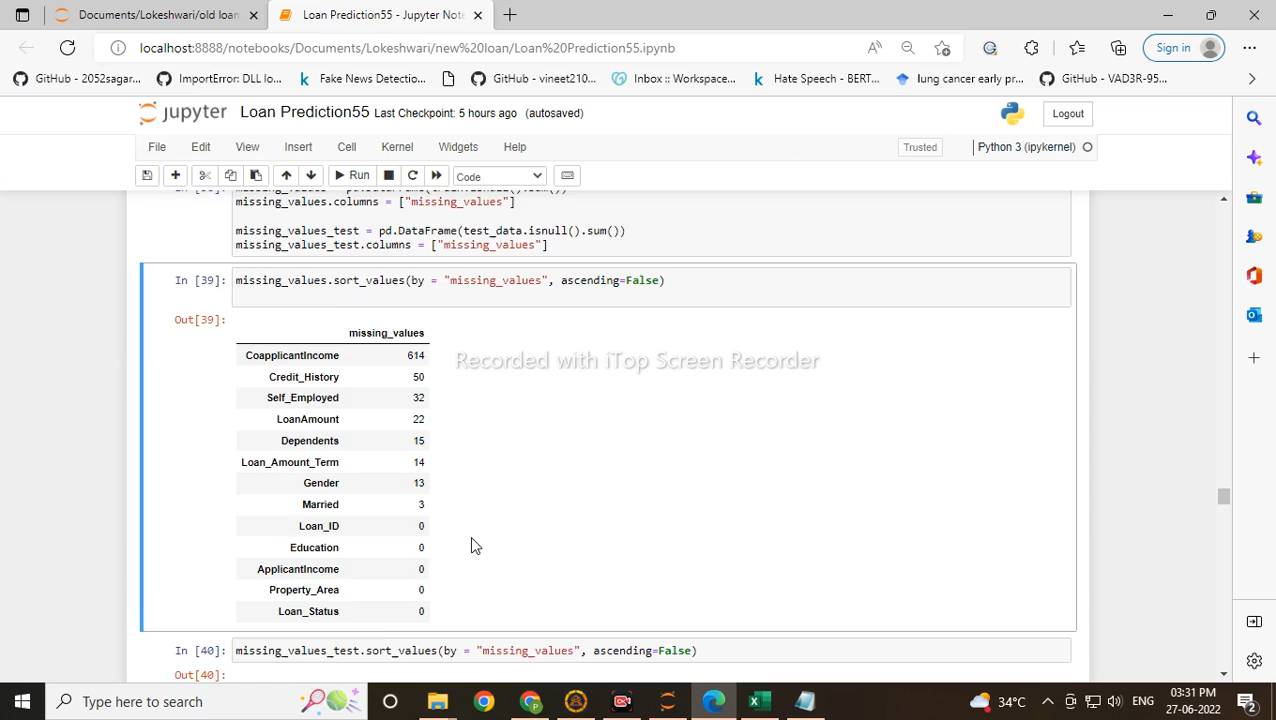 Documents/Lokeshwari/old loan
Loan Prediction55 - Jupyter Note
localhost:8888/notebooks/Documents/Lokeshwari/new%20loan/Loan%20Prediction55.ipynb
Sign in
GitHub - 2052sagar...
ImportError: DLL lo...
Fake News Detectio...
GitHub - vineet210...
Inbox :: Workspace...
Hate Speech - BERT...
lung cancer early pr...
GitHub - VAD3R-95...
jupyter Loan Prediction55 Last Checkpoint: 5 hours ago (autosaved)
Logout
File Edit View Insert Cell Kernel Widgets Help
Trusted
Python 3 (ipykernel)
Run
Code
missing_values.columns = ["missing_values"]
missing_values_test = pd.DataFrame(test_data.isnull().sum())
missing_values_test.columns = ["missing_values"]
In [39]: missing_values.sort_values(by = "missing_values", ascending=False)
Out[39]:
missing_values
CoapplicantIncome 614
Credit_History 50
Self_Employed 32
LoanAmount 22
Dependents 15
Loan_Amount_Term 14
Gender 13
Married 3
Loan_ID 0
Education 0
ApplicantIncome 0
Property_Area 0
Loan_Status 0
Recorded with iTop Screen Recorder
In [40]: missing_values_test.sort_values(by = "missing_values", ascending=False)
Out[40]:
Type here to search
34°C
ENG
03:31 PM
27-06-2022
2